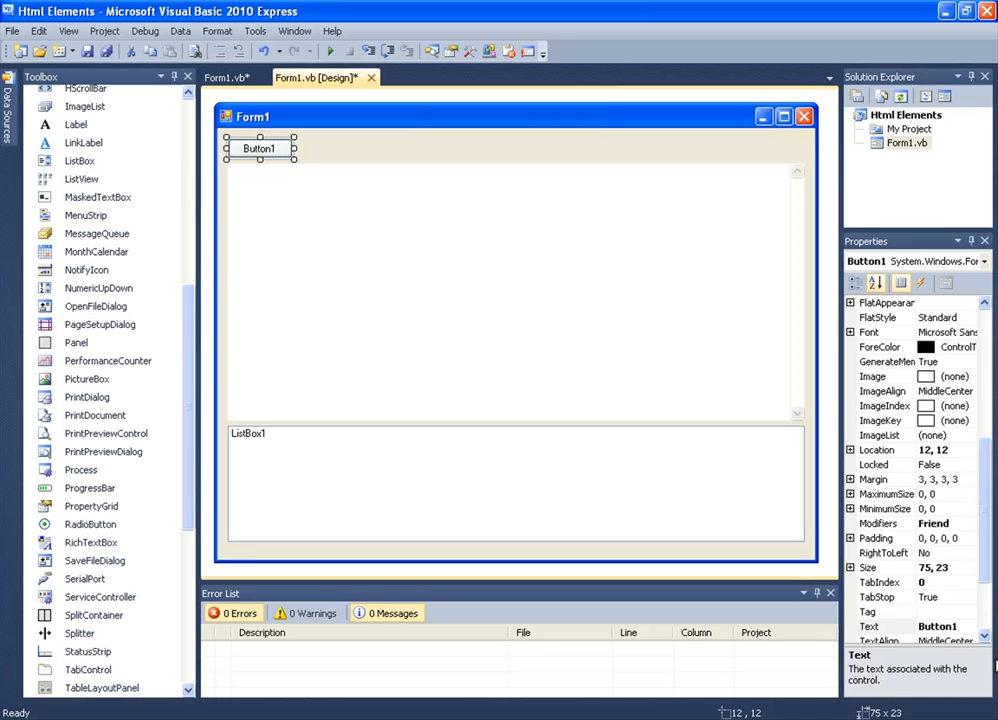 Html Elements - Microsoft Visual Basic 2010 Express
File Edit View Project Debug Data Format Tools Window Help
Data Sources
Toolbox
HScrollBar
ImageList
Label
LinkLabel
ListBox
ListView
MaskedTextBox
MenuStrip
MessageQueue
MonthCalendar
NotifyIcon
NumericUpDown
OpenFileDialog
PageSetupDialog
Panel
PerformanceCounter
PictureBox
PrintDialog
PrintDocument
PrintPreviewControl
PrintPreviewDialog
Process
ProgressBar
PropertyGrid
RadioButton
RichTextBox
SaveFileDialog
SerialPort
ServiceController
SplitContainer
Splitter
StatusStrip
TabControl
TableLayoutPanel
Form1.vb* Form1.vb [Design]*
Form1
Button1
ListBox1
Error List
0 Errors 0 Warnings 0 Messages
Description File Line Column Project
Solution Explorer
Html Elements
My Project
Form1.vb
Properties
Button1 System.Windows.For
FlatAppearar
FlatStyle Standard
Font Microsoft Sans
ForeColor ControlT
GenerateMen True
Image (none)
ImageAlign MiddleCenter
ImageIndex (none)
ImageKey (none)
ImageList (none)
Location 12, 12
Locked False
Margin 3, 3, 3, 3
MaximumSize 0, 0
MinimumSize 0, 0
Modifiers Friend
Padding 0, 0, 0, 0
RightToLeft No
Size 75, 23
TabIndex 0
TabStop True
Tag
Text Button1
TextAlign MiddleCenter
Text
The text associated with the
control.
Ready 12 , 12 75 x 23